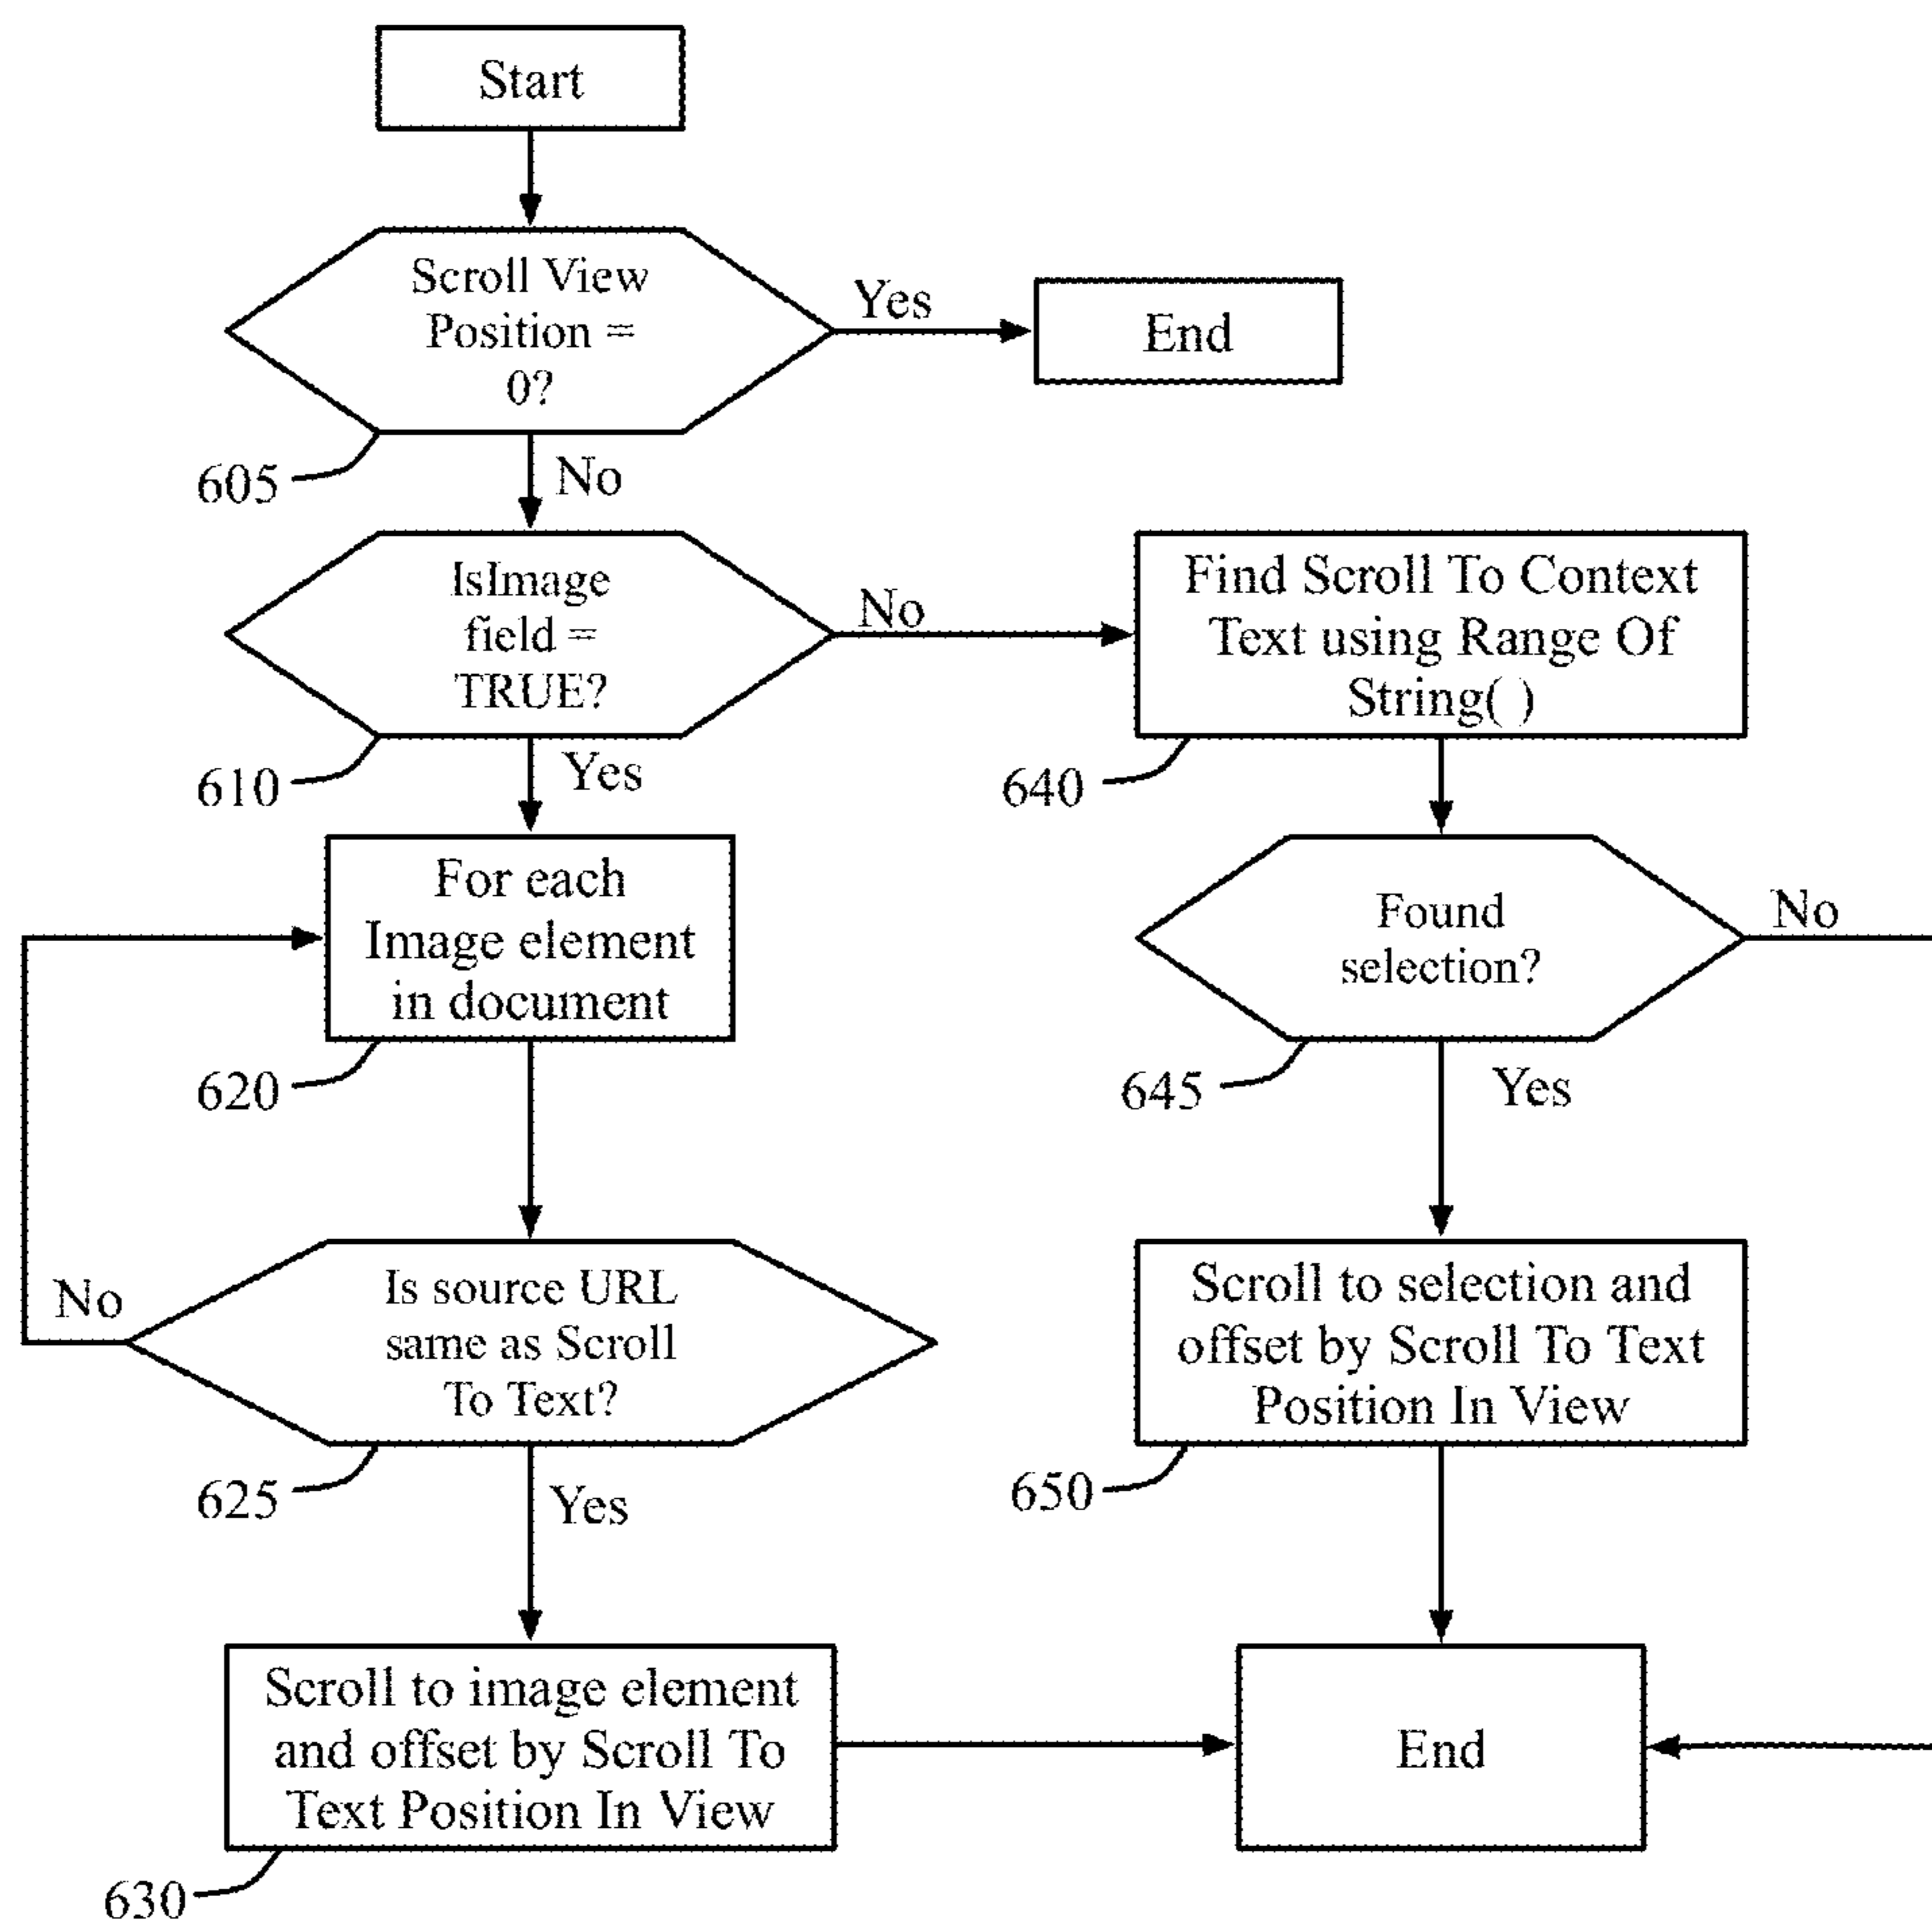 Start
Scroll View
Position =
0?
Yes
End
605
No
IsImage
field =
TRUE?
No
Find Scroll To Context
Text using Range Of
String( )
610
Yes
640
For each
Image element
in document
Found
selection?
No
620
645
Yes
No
Is source URL
same as Scroll
To Text?
Scroll to selection and
offset by Scroll To Text
Position In View
625
Yes
650
Scroll to image element
and offset by Scroll To
Text Position In View
End
630